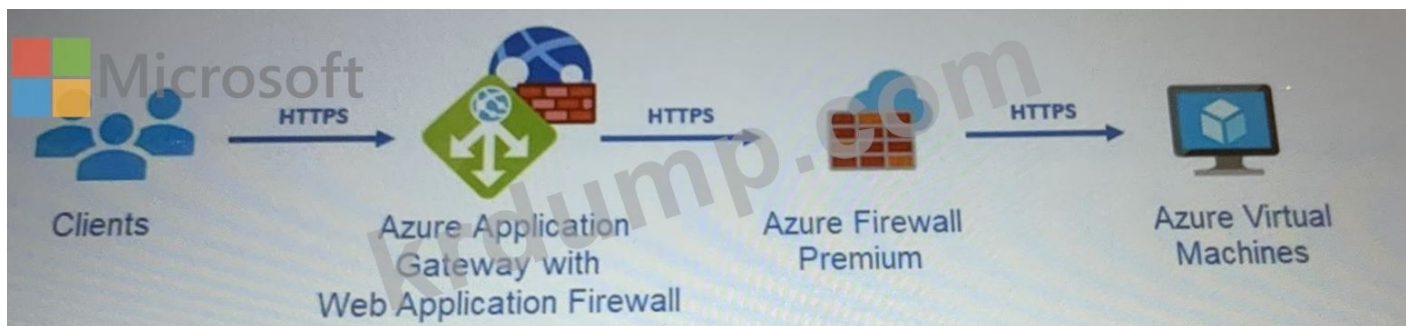 Microsoft
HTTPS
HTTPS
HTTPS
Clients
Azure Application
Gateway with
Web Application Firewall
Azure Firewall
Premium
Azure Virtual
Machines
krdump.com